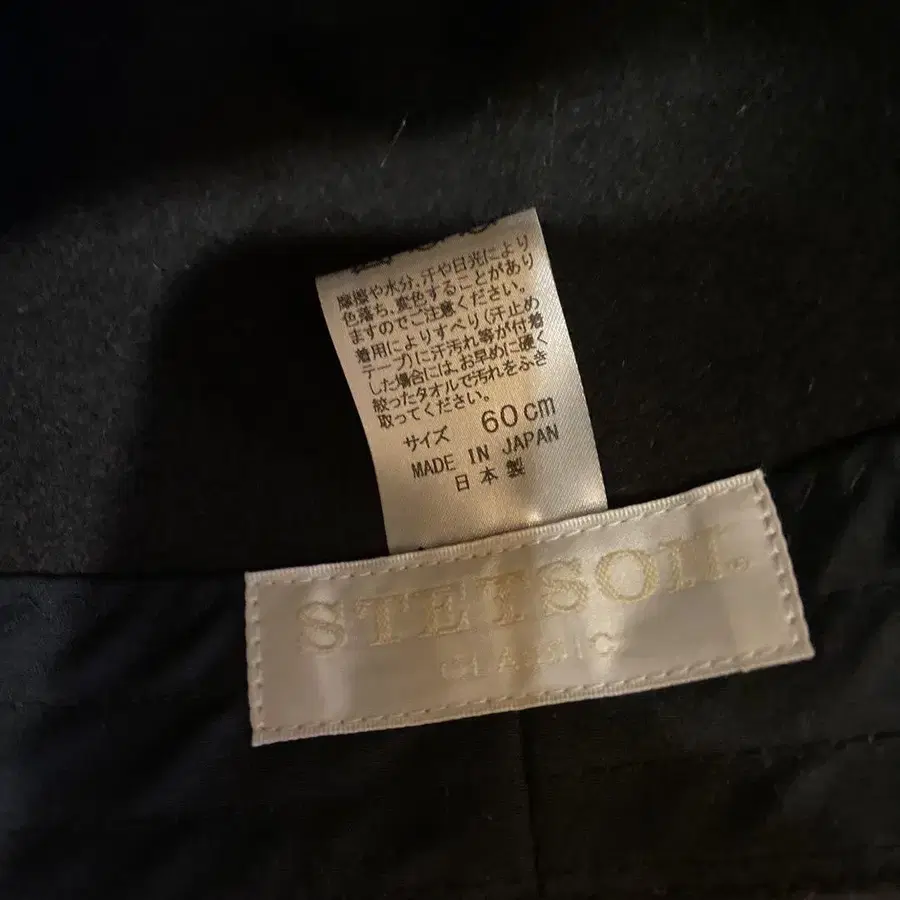 摩擦や水分、汗や日光により
色落ち、変色することがあり
ますのでご注意ください。
着用によりすべり(汗止め
テープ)に汗汚れ等が付着
した場合には、お早めに硬く
絞ったタオルで汚れをふき
取ってください。
サイズ 60cm
MADE IN JAPAN
日本製
STETSON
CLASSIC